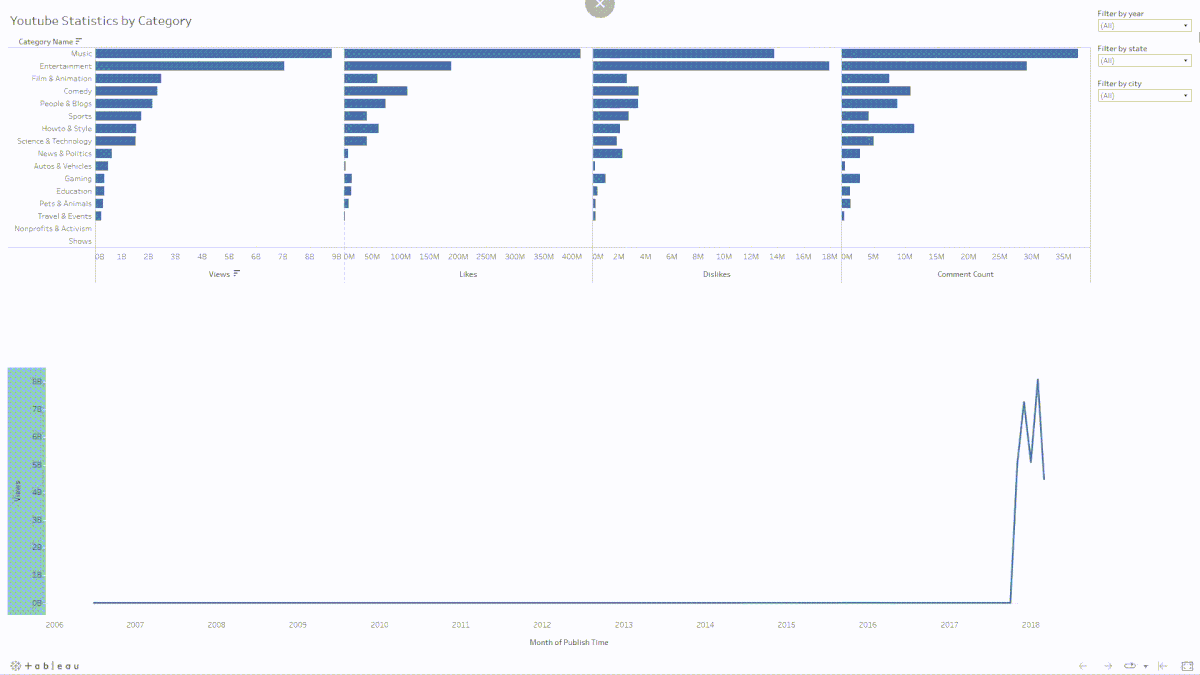 Youtube Statistics by Category
Category Name
Music
Entertainment
Film & Animation
Comedy
People & Blogs
Sports
Howto & Style
Science & Technology
News & Politics
Autos & Vehicles
Gaming
Education
Pets & Animals
Travel & Events
Nonprofits & Activism
Shows
0B 1B 2B 3B 4B 5B 6B 7B 8B 9B
Views
0M 50M 100M 150M 200M 250M 300M 350M 400M
Likes
0M 2M 4M 6M 8M 10M 12M 14M 16M 18M
Dislikes
0M 5M 10M 15M 20M 25M 30M 35M
Comment Count
Filter by year
(All)
Filter by state
(All)
Filter by city
(All)
8B
7B
6B
5B
4B
3B
2B
1B
0B
Views
2006 2007 2008 2009 2010 2011 2012 2013 2014 2015 2016 2017 2018
Month of Publish Time
+ableau